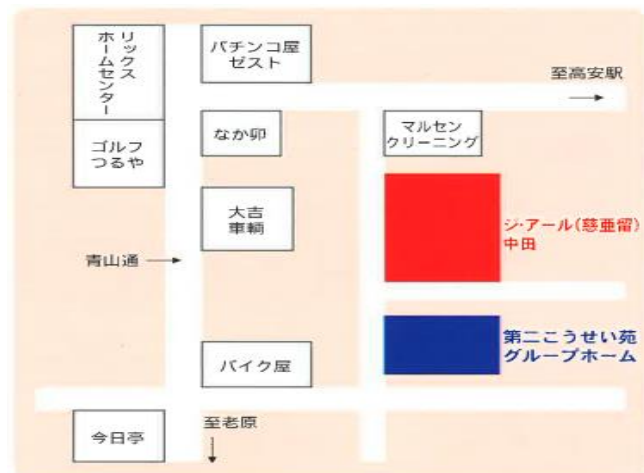 リックス
ホームセンター
パチンコ屋
ゼスト
至高安駅
なか卯
マルセン
クリーニング
ゴルフ
つるや
大吉
車輌
ジ・アール(慈亜留)
中田
青山通
第二こうせい苑
グループホーム
バイク屋
今日亭
至老原